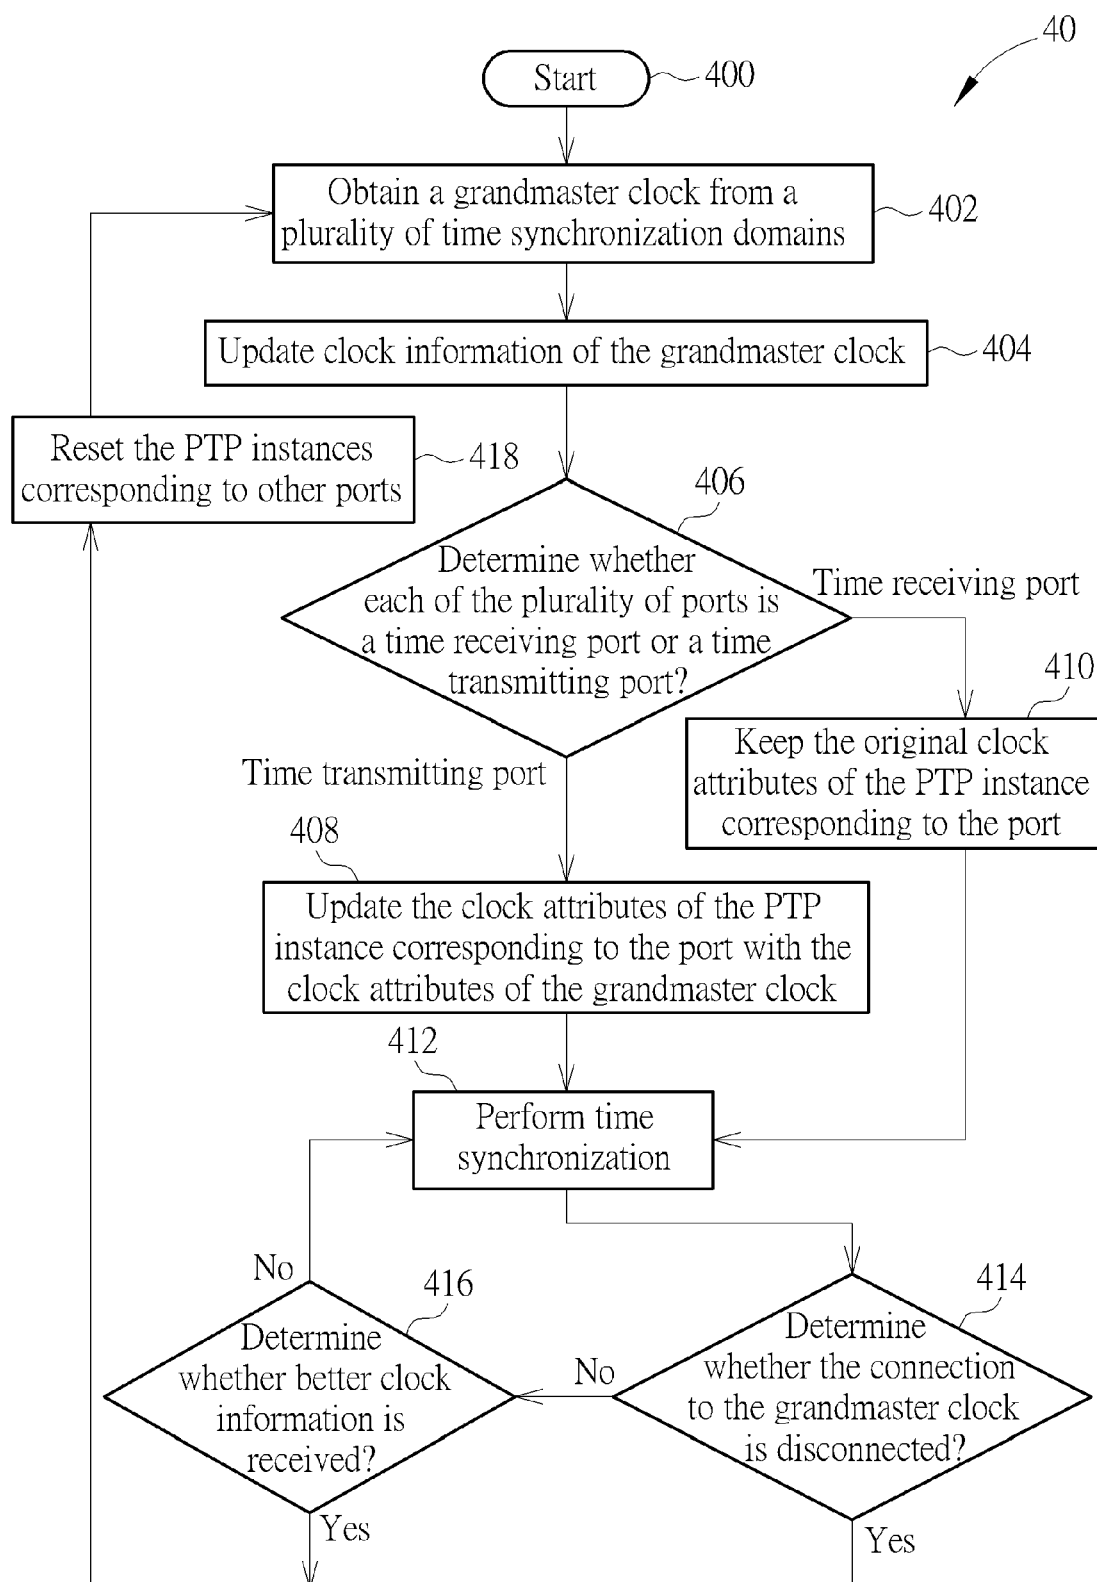 40
Start
400
Obtain a grandmaster clock from a
plurality of time synchronization domains
402
Update clock information of the grandmaster clock
404
Reset the PTP instances
corresponding to other ports
418
406
Determine whether
each of the plurality of ports is
a time receiving port or a time
transmitting port?
Time receiving port
410
Keep the original clock
attributes of the PTP instance
corresponding to the port
Time transmitting port
408
Update the clock attributes of the PTP
instance corresponding to the port with the
clock attributes of the grandmaster clock
412
Perform time
synchronization
No
416
Determine
whether better clock
information is
received?
No
414
Determine
whether the connection
to the grandmaster clock
is disconnected?
Yes
Yes